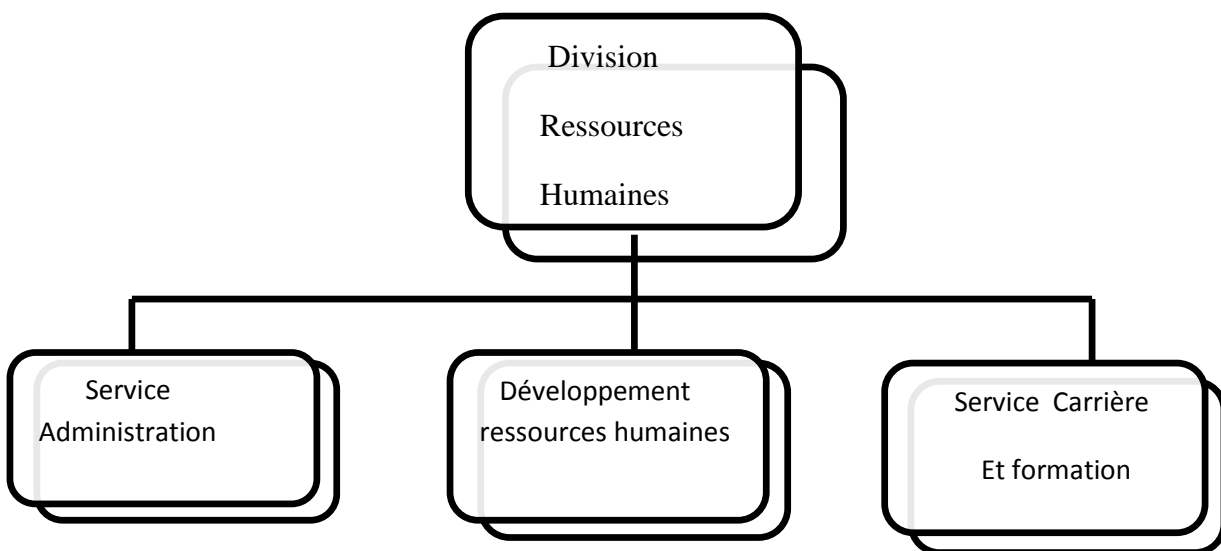 Division
Ressources
Humaines
Service
Administration
Développement
ressources humaines
Service Carrière
Et formation